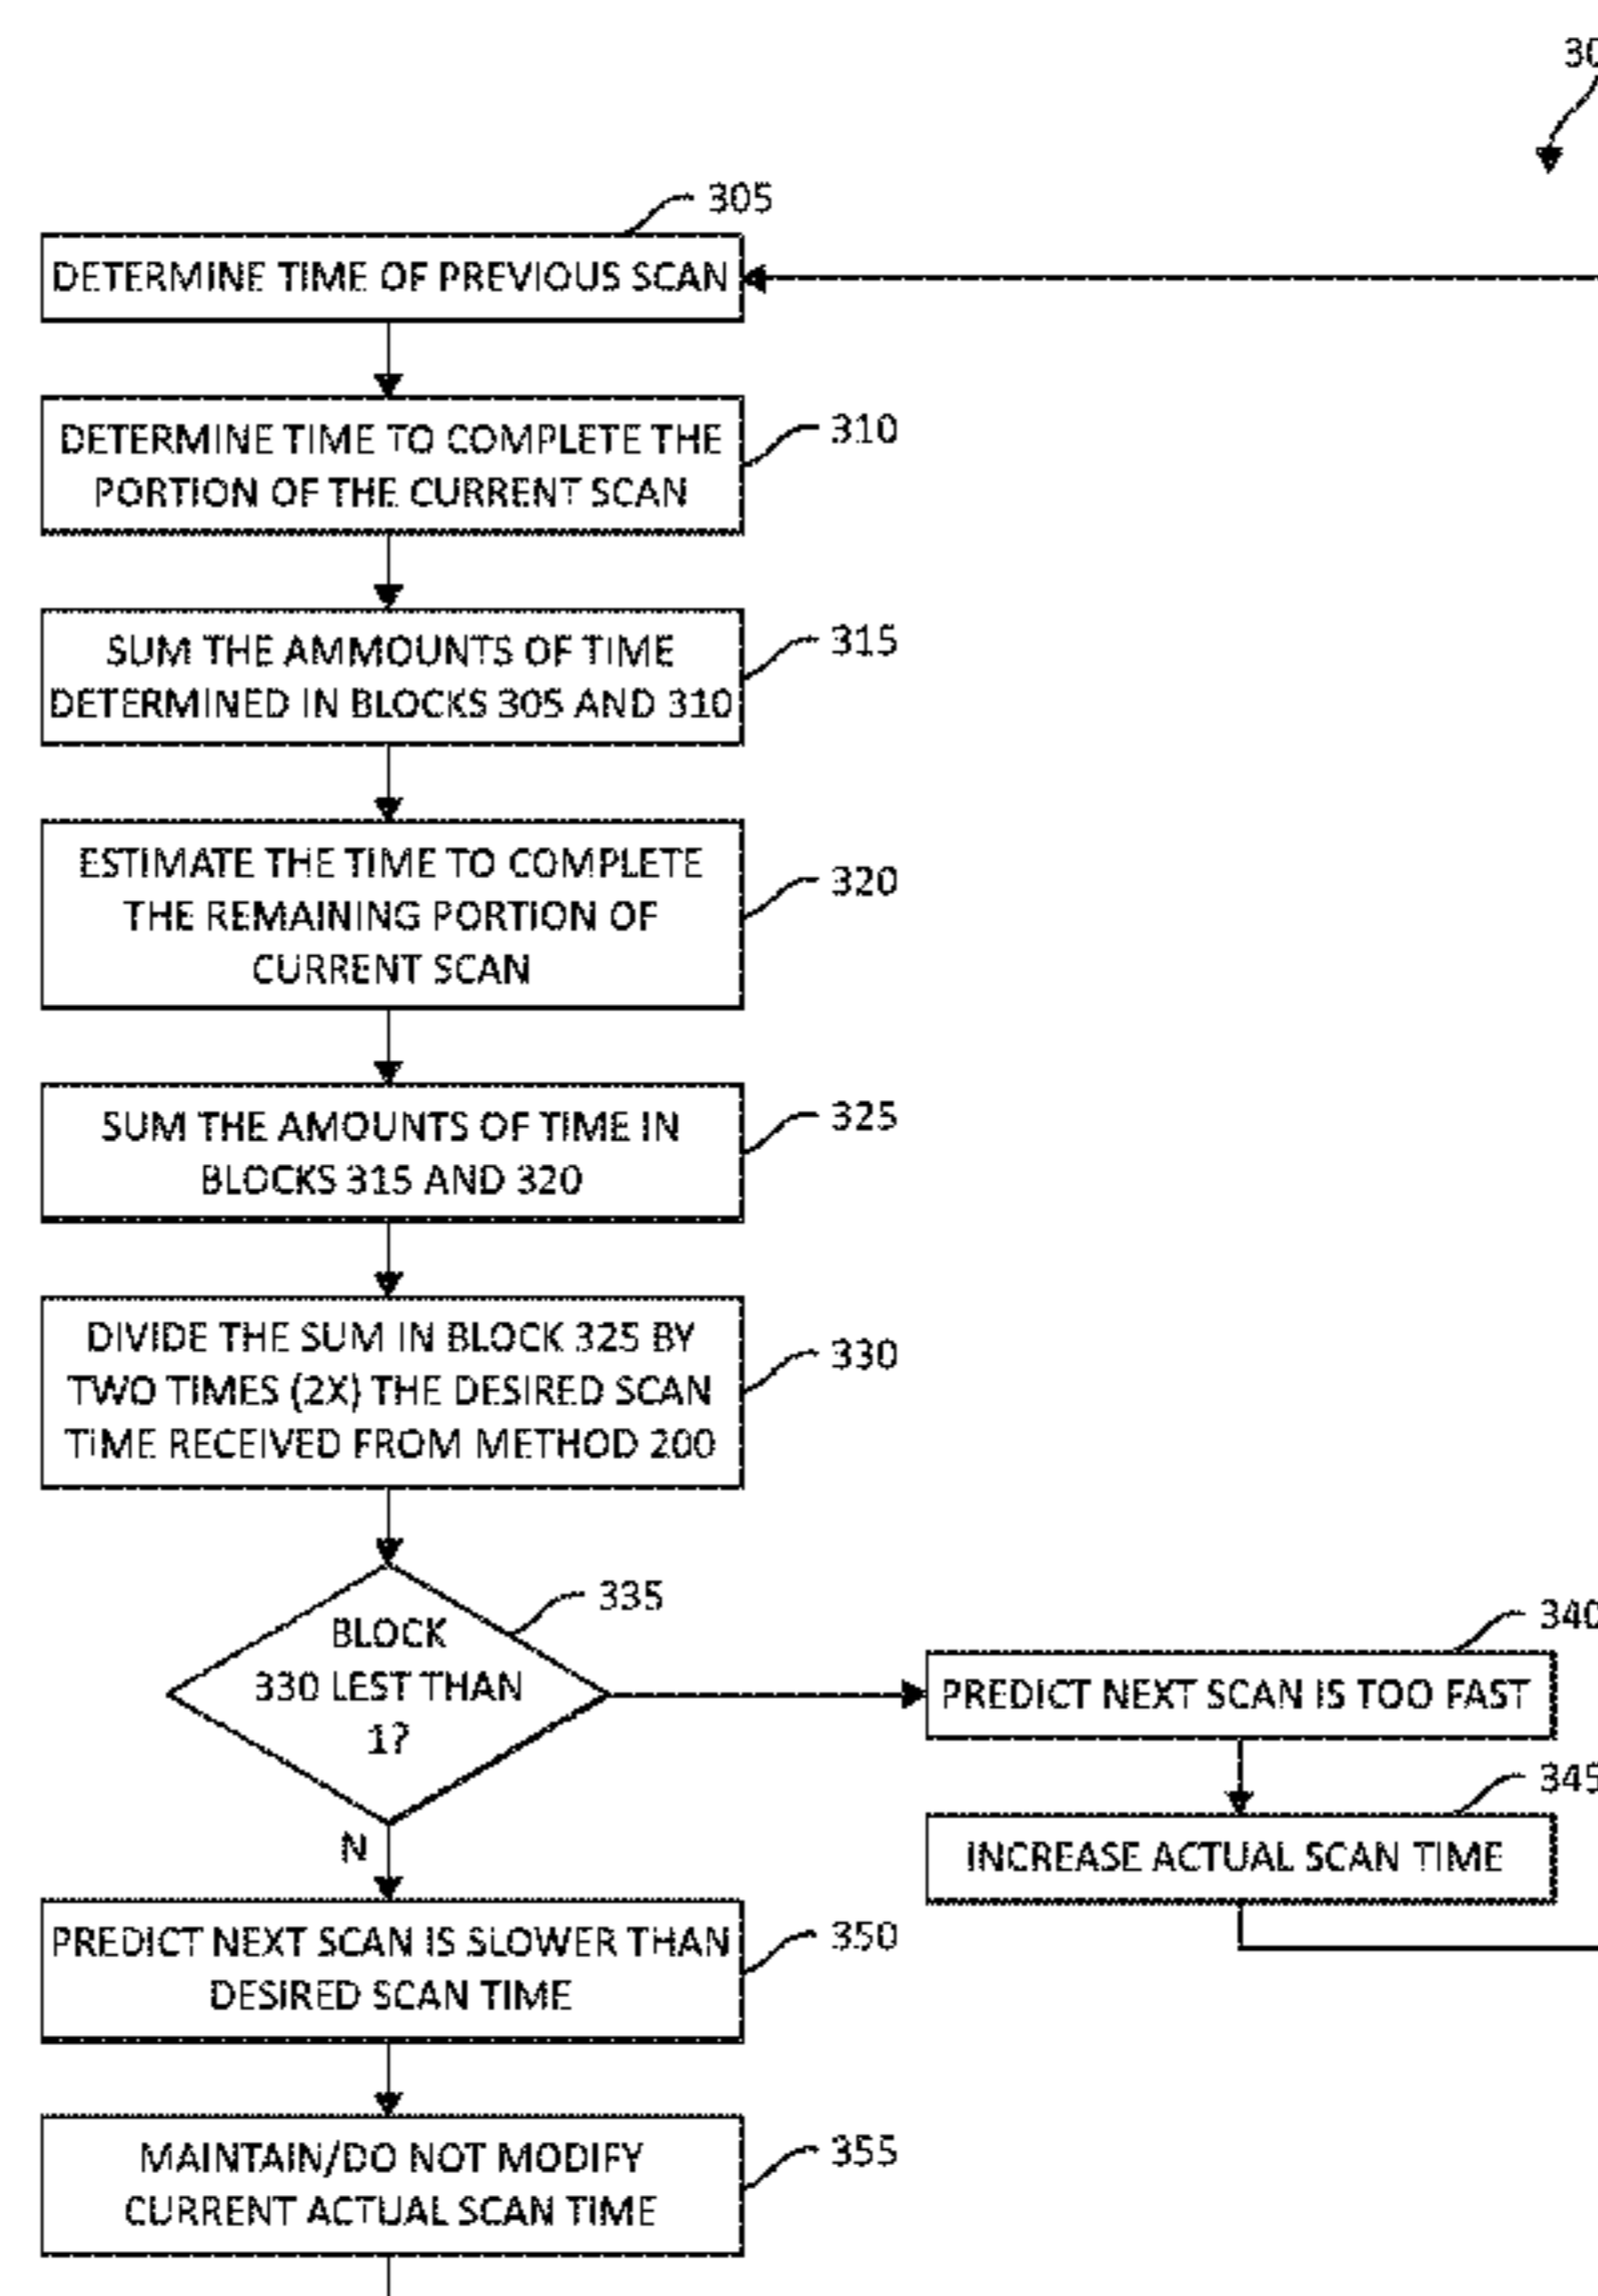 30
305
DETERMINE TIME OF PREVIOUS SCAN
DETERMINE TIME TO COMPLETE THE
PORTION OF THE CURRENT SCAN
310
SUM THE AMMOUNTS OF TIME
DETERMINED IN BLOCKS 305 AND 310
315
ESTIMATE THE TIME TO COMPLETE
THE REMAINING PORTION OF
CURRENT SCAN
320
SUM THE AMOUNTS OF TIME IN
BLOCKS 315 AND 320
325
DIVIDE THE SUM IN BLOCK 325 BY
TWO TIMES (2X) THE DESIRED SCAN
TIME RECEIVED FROM METHOD 200
330
335
BLOCK
330 LEST THAN
1?
340
PREDICT NEXT SCAN IS TOO FAST
345
INCREASE ACTUAL SCAN TIME
N
PREDICT NEXT SCAN IS SLOWER THAN
DESIRED SCAN TIME
350
MAINTAIN/DO NOT MODIFY
CURRENT ACTUAL SCAN TIME
355